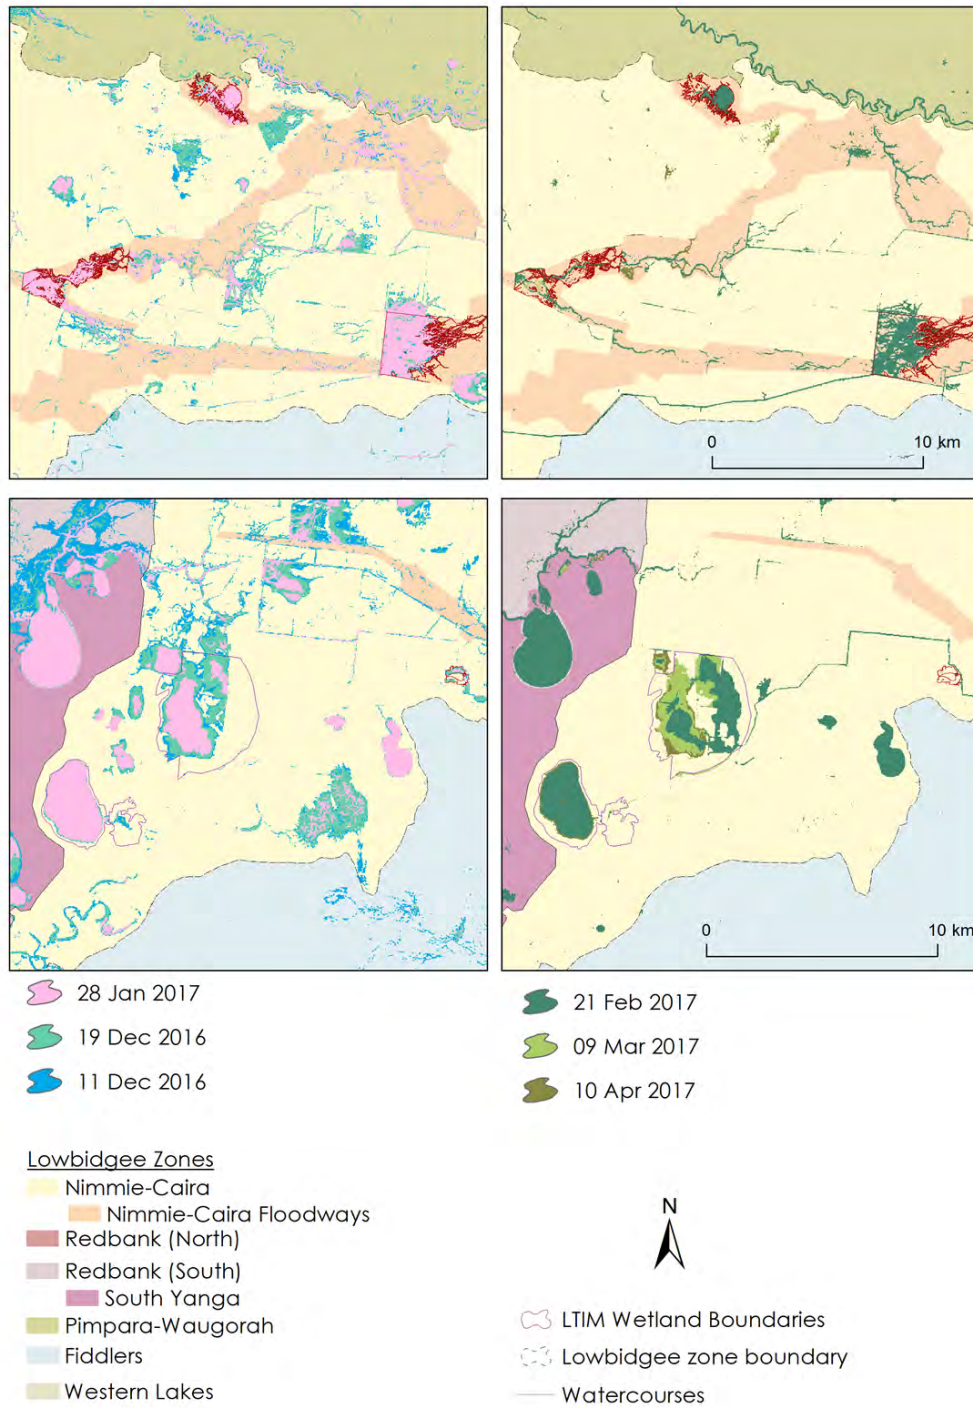 0 10 km
0 10 km
28 Jan 2017
19 Dec 2016
11 Dec 2016
21 Feb 2017
09 Mar 2017
10 Apr 2017
Lowbidgee Zones
Nimmie-Caira
Nimmie-Caira Floodways
Redbank (North)
Redbank (South)
South Yanga
Pimpara-Waugorah
Fiddlers
Western Lakes
N
LTIM Wetland Boundaries
Lowbidgee zone boundary
Watercourses